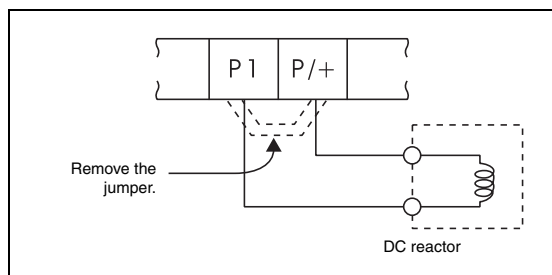 P1 P/+
Remove the
jumper.
DC reactor